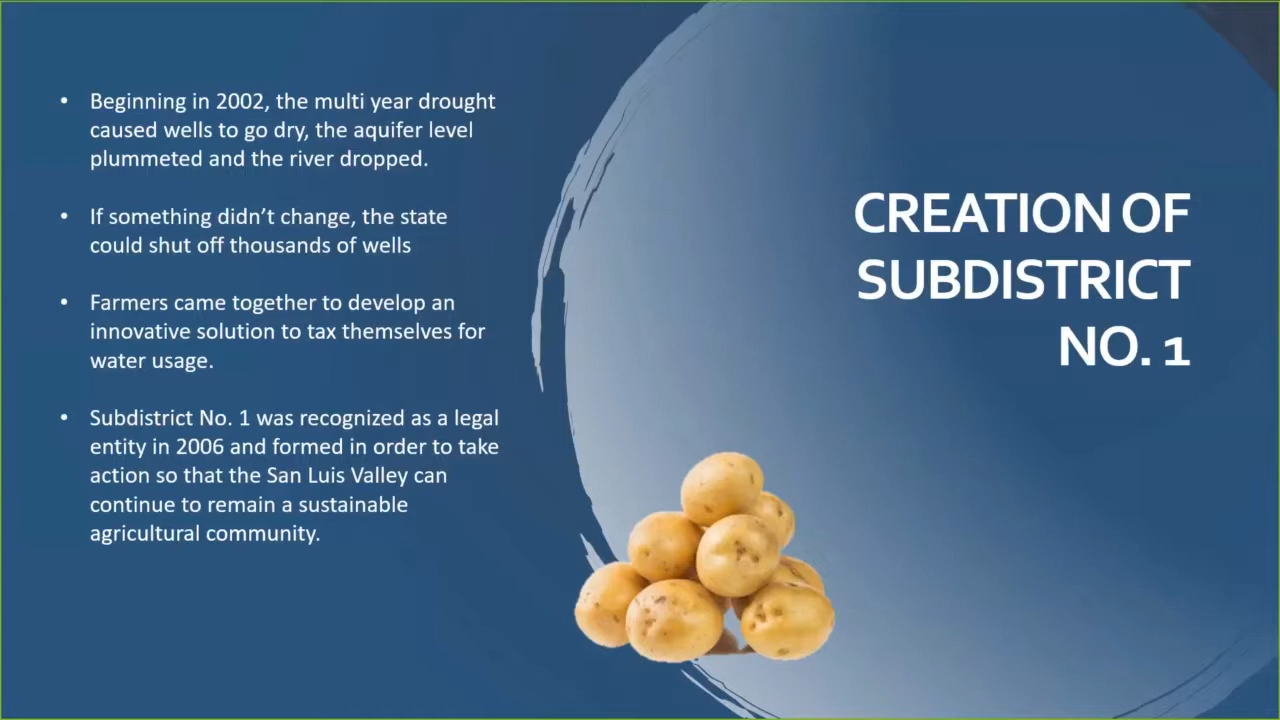 • Beginning in 2002, the multi year drought
caused wells to go dry, the aquifer level
plummeted and the river dropped.
• If something didn’t change, the state
could shut off thousands of wells
• Farmers came together to develop an
innovative solution to tax themselves for
water usage.
• Subdistrict No. 1 was recognized as a legal
entity in 2006 and formed in order to take
action so that the San Luis Valley can
continue to remain a sustainable
agricultural community.
CREATION OF
SUBDISTRICT
NO. 1